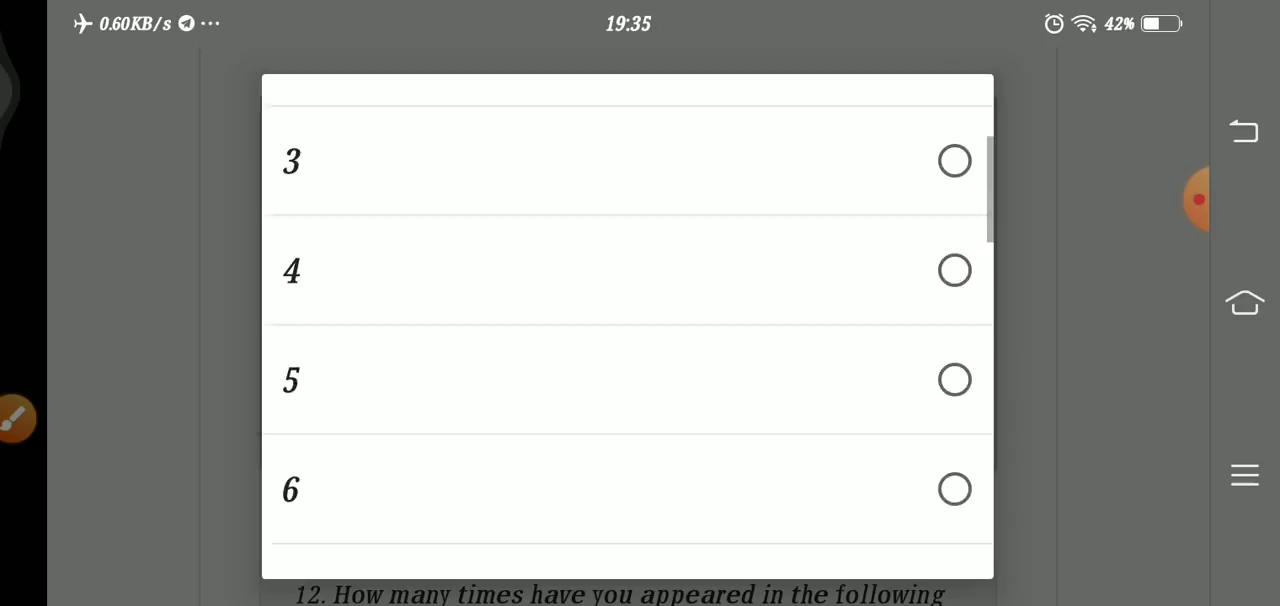 0.60KB/s ... 19:35 42%
3
4
5
6
12. How many times have you appeared in the following